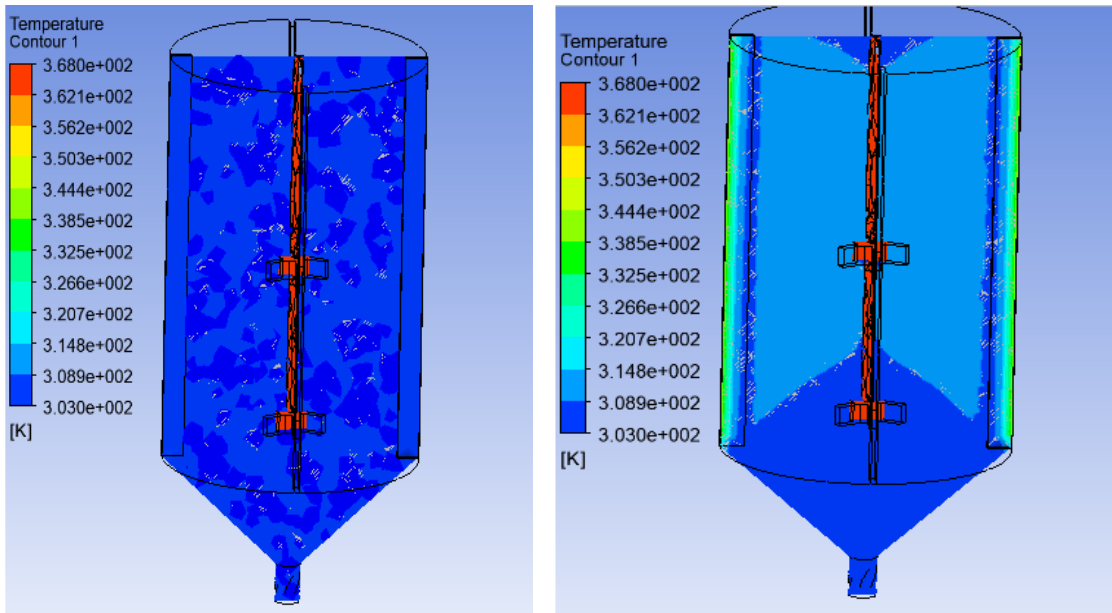 Temperature
Contour 1
3.680e+002
3.621e+002
3.562e+002
3.503e+002
3.444e+002
3.385e+002
3.325e+002
3.266e+002
3.207e+002
3.148e+002
3.089e+002
3.030e+002
[K]
Temperature
Contour 1
3.680e+002
3.621e+002
3.562e+002
3.503e+002
3.444e+002
3.385e+002
3.325e+002
3.266e+002
3.207e+002
3.148e+002
3.089e+002
3.030e+002
[K]